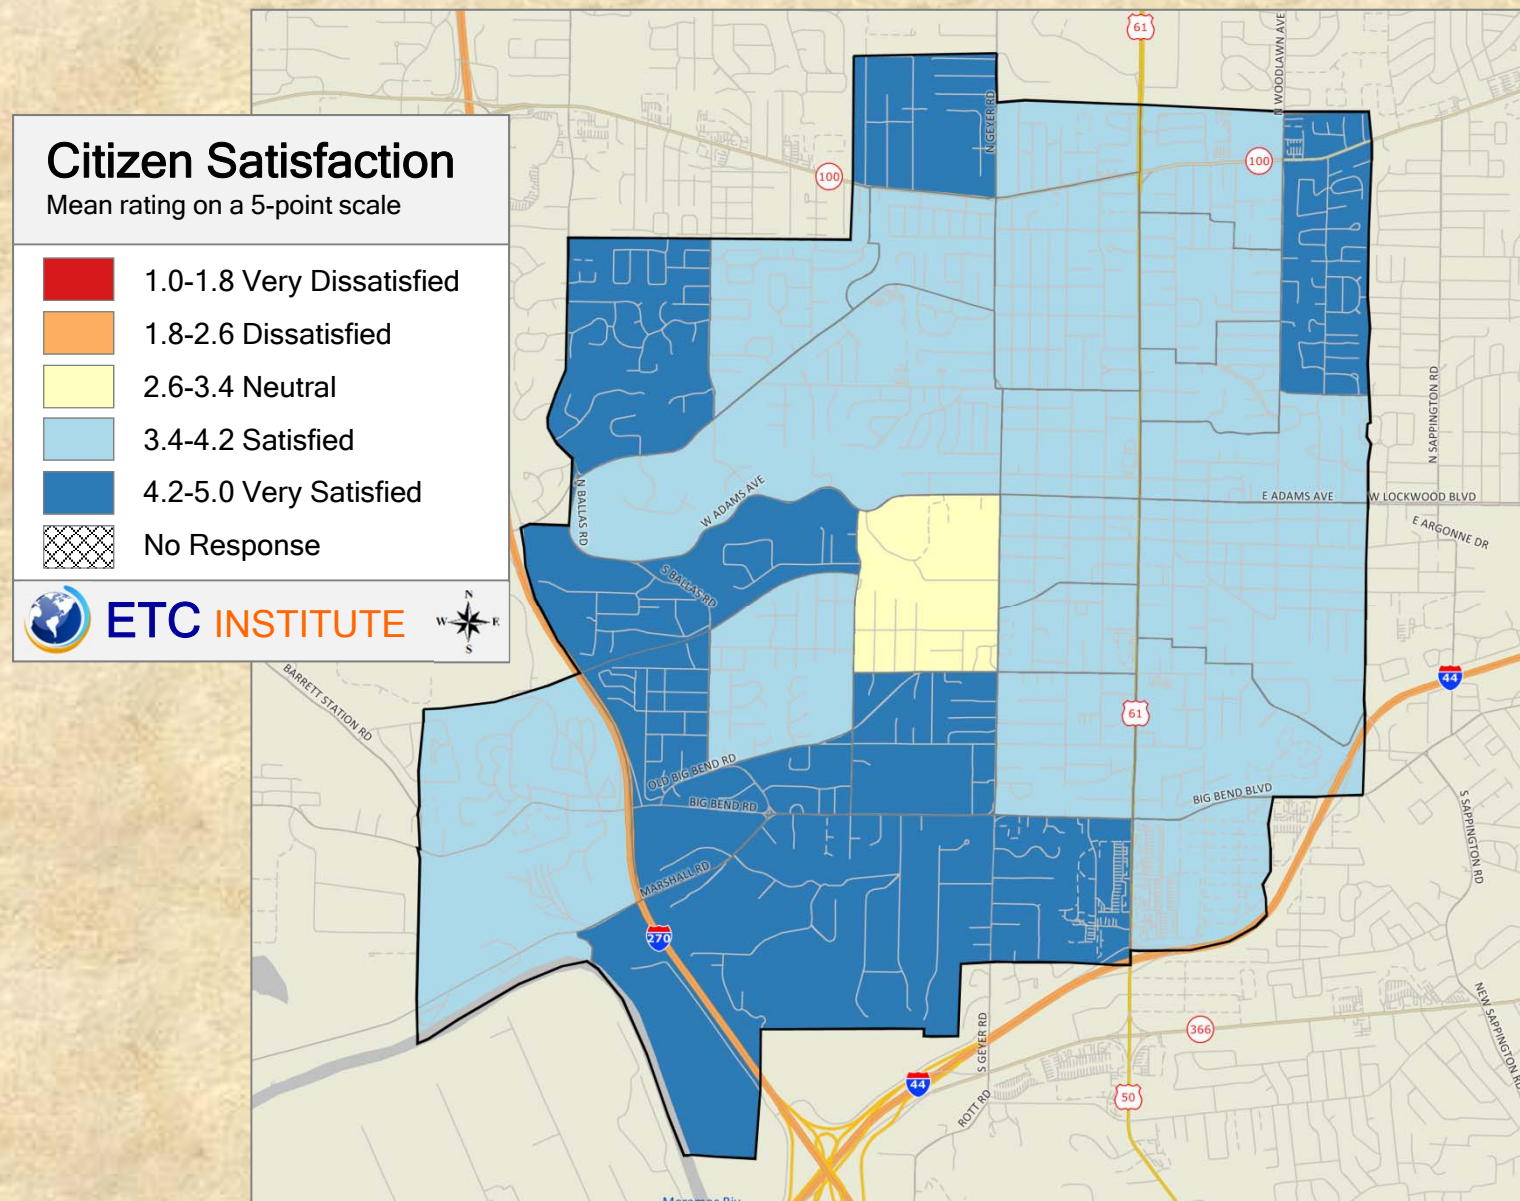 Citizen Satisfaction
Mean rating on a 5-point scale
1.0-1.8 Very Dissatisfied
1.8-2.6 Dissatisfied
2.6-3.4 Neutral
3.4-4.2 Satisfied
4.2-5.0 Very Satisfied
No Response
ETC INSTITUTE
N
W E
S
61
N WOODLAWN AVE
N GEYER RD
100
100
N SAPPINGTON RD
N BALLAS RD
W ADAMS AVE
E ADAMS AVE
W LOCKWOOD BLVD
E ARGONNE DR
S BALLAS RD
BARRETT STATION RD
44
61
OLD BIG BEND RD
BIG BEND RD
BIG BEND BLVD
S SAPPINGTON RD
MARSHALL RD
270
NEW SAPPINGTON RD
S GEYER RD
366
44
ROTT RD
50